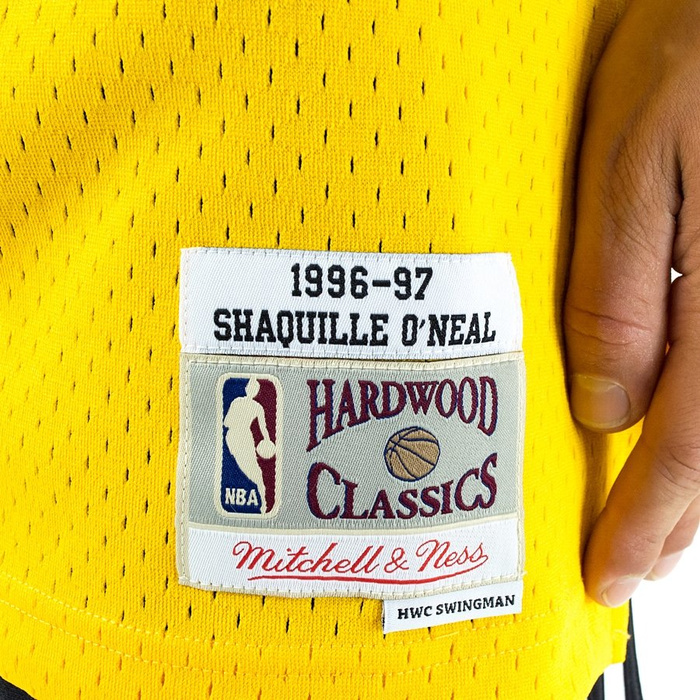 1996-97
SHAQUILLE O'NEAL
HARDWOOD
CLASSICS
NBA
Mitchell & Ness
HWC SWINGMAN